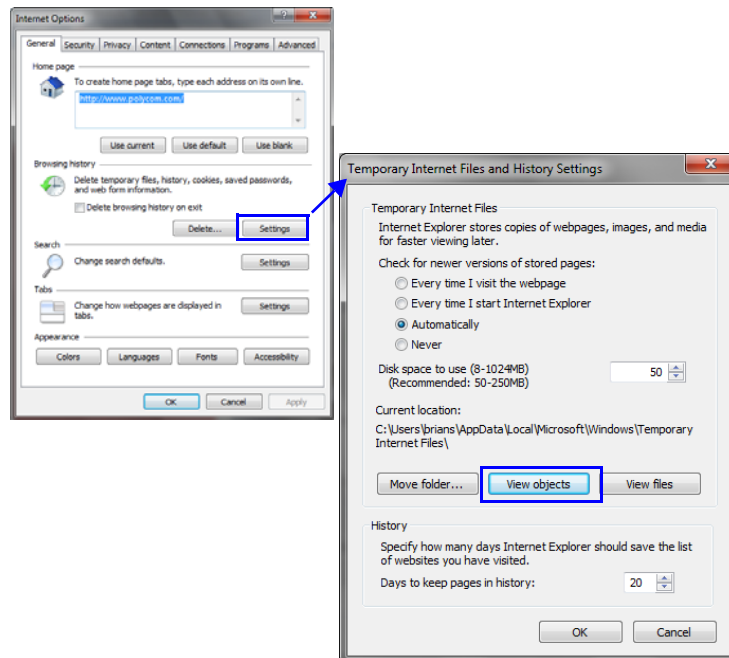 Internet Options
General Security Privacy Content Connections Programs Advanced
Home page
To create home page tabs, type each address on its own line.
http://www.polycom.com/
Use current Use default Use blank
Browsing history
Delete temporary files, history, cookies, saved passwords,
and web form information.
Delete browsing history on exit
Delete... Settings
Search
Change search defaults. Settings
Tabs
Change how webpages are displayed in Settings
tabs.
Appearance
Colors Languages Fonts Accessibility
OK Cancel Apply
Temporary Internet Files and History Settings
Temporary Internet Files
Internet Explorer stores copies of webpages, images, and media
for faster viewing later.
Check for newer versions of stored pages:
Every time I visit the webpage
Every time I start Internet Explorer
Automatically
Never
Disk space to use (8-1024MB) 50
(Recommended: 50-250MB)
Current location:
C:\Users\brians\AppData\Local\Microsoft\Windows\Temporary
Internet Files\
Move folder... View objects View files
History
Specify how many days Internet Explorer should save the list
of websites you have visited.
Days to keep pages in history: 20
OK Cancel